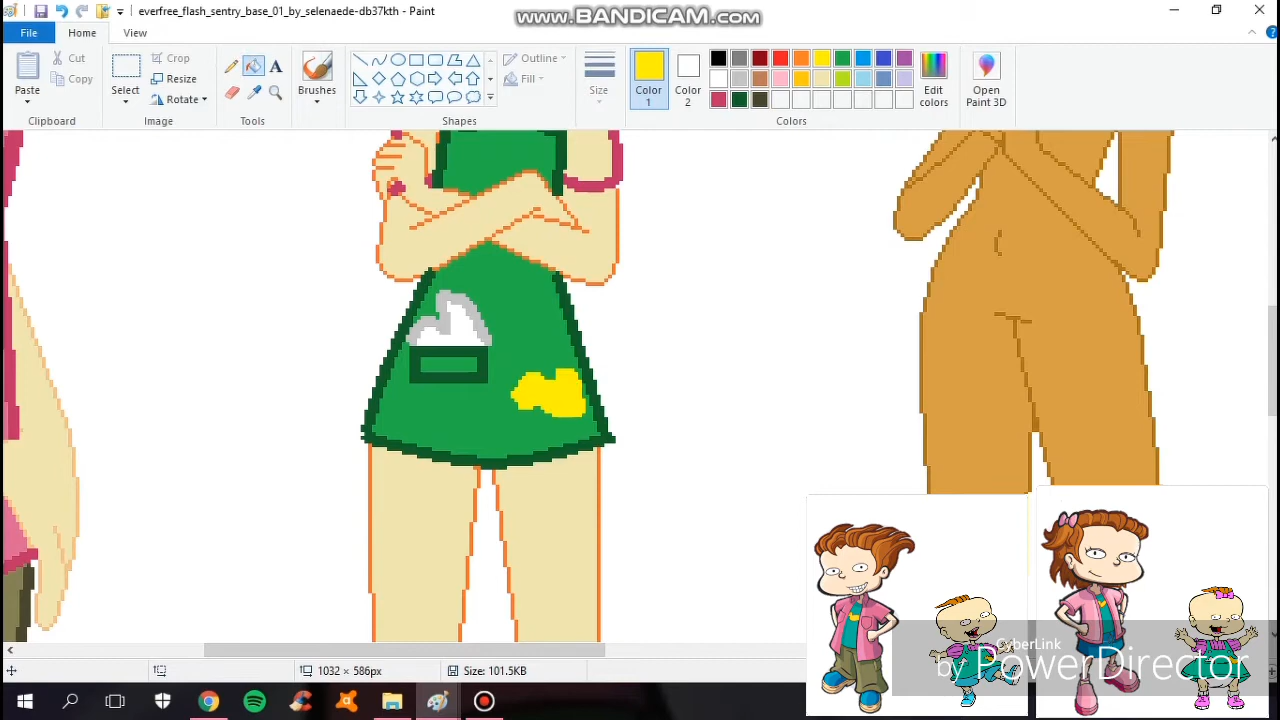 www.BANDICAM.com
everfree_flash_sentry_base_01_by_selenaede-db37kth - Paint
File
Home
View
Paste
Cut
Copy
Clipboard
Select
Crop
Resize
Rotate
Image
A
Tools
Brushes
Shapes
Outline
Fill
Size
Color 1
Color 2
Edit colors
Colors
Open Paint 3D
1032 × 586px
Size: 101.5KB
CyberLink
by PowerDirector